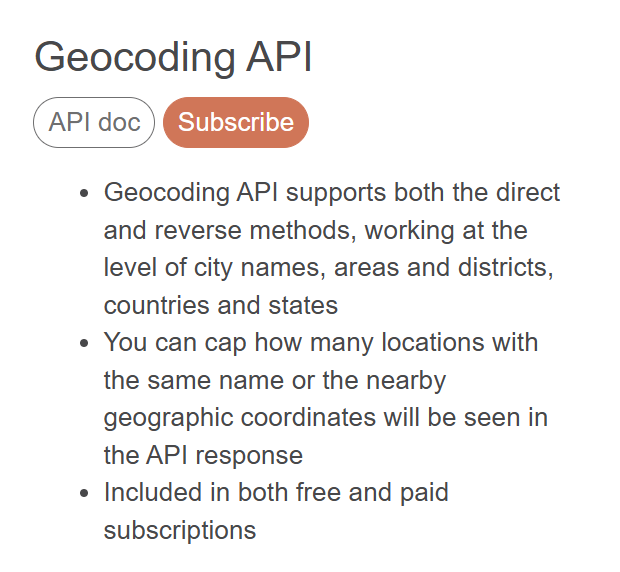 Geocoding API
API doc Subscribe
• Geocoding API supports both the direct
and reverse methods, working at the
level of city names, areas and districts,
countries and states
• You can cap how many locations with
the same name or the nearby
geographic coordinates will be seen in
the API response
• Included in both free and paid
subscriptions